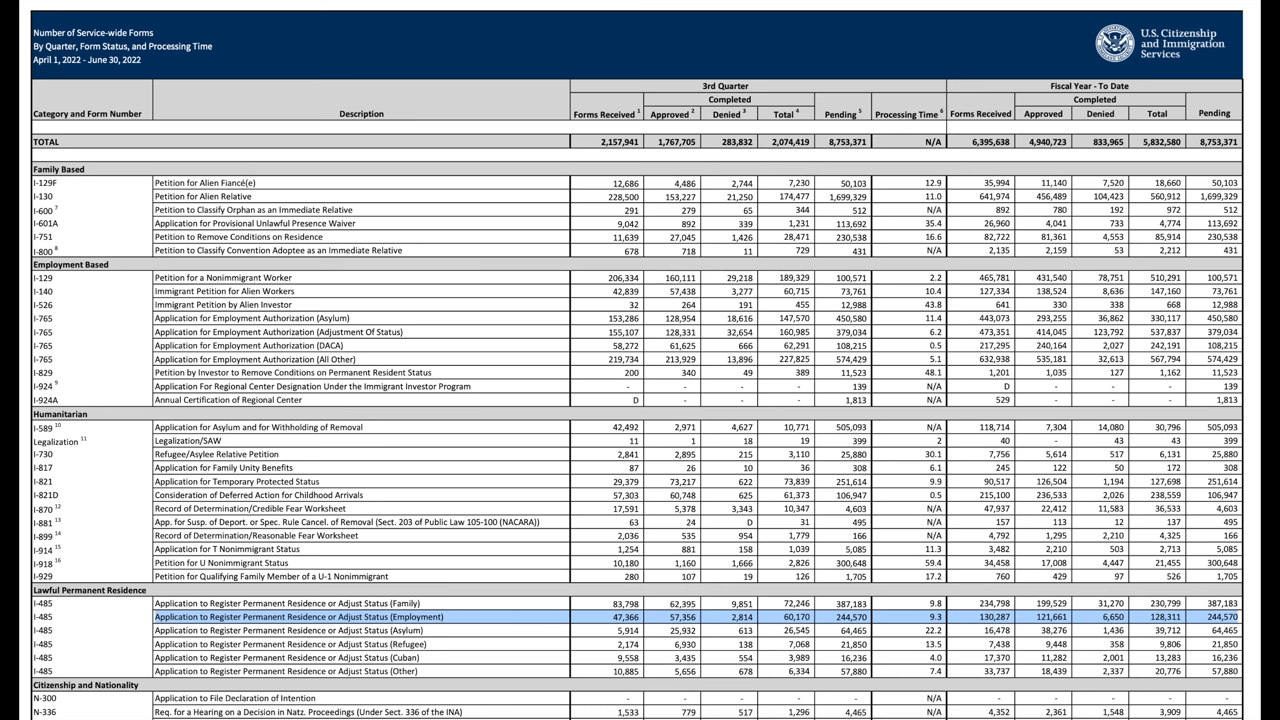 Number of Service-wide Forms
By Quarter, Form Status, and Processing Time
April 1, 2022 - June 30, 2022
U.S. Citizenship
and Immigration
Services
3rd Quarter Fiscal Year - To Date
Completed Completed
Category and Form Number Description Forms Received 1 Approved 2 Denied 3 Total 4 Pending 5 Processing Time 6 Forms Received Approved Denied Total Pending
TOTAL 2,157,941 1,767,705 283,832 2,074,419 8,753,371 N/A 6,395,638 4,940,723 833,965 5,832,580 8,753,371
Family Based
I-129F Petition for Alien Fiancé(e) 12,686 4,486 2,744 7,230 50,103 12.9 35,994 11,140 7,520 18,660 50,103
I-130 Petition for Alien Relative 228,500 153,227 21,250 174,477 1,699,329 11.0 641,974 456,489 104,423 560,912 1,699,329
I-600 7 Petition to Classify Orphan as an Immediate Relative 291 279 65 344 512 N/A 892 780 192 972 512
I-601A Application for Provisional Unlawful Presence Waiver 9,042 892 339 1,231 113,692 35.4 26,960 4,041 733 4,774 113,692
I-751 Petition to Remove Conditions on Residence 11,639 27,045 1,426 28,471 230,538 16.6 82,722 81,361 4,553 85,914 230,538
I-800 8 Petition to Classify Convention Adoptee as an Immediate Relative 678 718 11 729 431 N/A 2,135 2,159 53 2,212 431
Employment Based
I-129 Petition for a Nonimmigrant Worker 206,334 160,111 29,218 189,329 100,571 2.2 465,781 431,540 78,751 510,291 100,571
I-140 Immigrant Petition for Alien Workers 42,839 57,438 3,277 60,715 73,761 10.4 127,334 138,524 8,636 147,160 73,761
I-526 Immigrant Petition by Alien Investor 32 264 191 455 12,988 43.8 641 330 338 668 12,988
I-765 Application for Employment Authorization (Asylum) 153,286 128,954 18,616 147,570 450,580 11.4 443,073 293,255 36,862 330,117 450,580
I-765 Application for Employment Authorization (Adjustment Of Status) 155,107 128,331 32,654 160,985 379,034 6.2 473,351 414,045 123,792 537,837 379,034
I-765 Application for Employment Authorization (DACA) 58,272 61,625 666 62,291 108,215 0.5 217,295 240,164 2,027 242,191 108,215
I-765 Application for Employment Authorization (All Other) 219,734 213,929 13,896 227,825 574,429 5.1 632,938 535,181 32,613 567,794 574,429
I-829 Petition by Investor to Remove Conditions on Permanent Resident Status 200 340 49 389 11,523 48.1 1,201 1,035 127 1,162 11,523
I-924 9 Application For Regional Center Designation Under the Immigrant Investor Program - - - - 139 N/A D - - - 139
I-924A Annual Certification of Regional Center D - - - 1,813 N/A 529 - - - 1,813
Humanitarian
I-589 10 Application for Asylum and for Withholding of Removal 42,492 2,971 4,627 10,771 505,093 N/A 118,714 7,304 14,080 30,796 505,093
Legalization 11 Legalization/SAW 11 1 18 19 399 2 40 - 43 43 399
I-730 Refugee/Asylee Relative Petition 2,841 2,895 215 3,110 25,880 30.1 7,756 5,614 517 6,131 25,880
I-817 Application for Family Unity Benefits 87 26 10 36 308 6.1 245 122 50 172 308
I-821 Application for Temporary Protected Status 29,379 73,217 622 73,839 251,614 9.9 90,517 126,504 1,194 127,698 251,614
I-821D Consideration of Deferred Action for Childhood Arrivals 57,303 60,748 625 61,373 106,947 0.5 215,100 236,533 2,026 238,559 106,947
I-870 12 Record of Determination/Credible Fear Worksheet 17,591 5,378 3,343 10,347 4,603 N/A 47,937 22,412 11,583 36,533 4,603
I-881 13 App. for Susp. of Deport. or Spec. Rule Cancel. of Removal (Sect. 203 of Public Law 105-100 (NACARA)) 63 24 D 31 495 N/A 157 113 12 137 495
I-899 14 Record of Determination/Reasonable Fear Worksheet 2,036 535 954 1,779 166 N/A 4,792 1,295 2,210 4,325 166
I-914 15 Application for T Nonimmigrant Status 1,254 881 158 1,039 5,085 11.3 3,482 2,210 503 2,713 5,085
I-918 16 Petition for U Nonimmigrant Status 10,180 1,160 1,666 2,826 300,648 59.4 34,458 17,008 4,447 21,455 300,648
I-929 Petition for Qualifying Family Member of a U-1 Nonimmigrant 280 107 19 126 1,705 17.2 760 429 97 526 1,705
Lawful Permanent Residence
I-485 Application to Register Permanent Residence or Adjust Status (Family) 83,798 62,395 9,851 72,246 387,183 9.8 234,798 199,529 31,270 230,799 387,183
I-485 Application to Register Permanent Residence or Adjust Status (Employment) 47,366 57,356 2,814 60,170 244,570 9.3 130,287 121,661 6,650 128,311 244,570
I-485 Application to Register Permanent Residence or Adjust Status (Asylum) 5,914 25,932 613 26,545 64,465 22.2 16,478 38,276 1,436 39,712 64,465
I-485 Application to Register Permanent Residence or Adjust Status (Refugee) 2,174 6,930 138 7,068 21,850 13.5 7,438 9,448 358 9,806 21,850
I-485 Application to Register Permanent Residence or Adjust Status (Cuban) 9,558 3,435 554 3,989 16,236 4.0 17,370 11,282 2,001 13,283 16,236
I-485 Application to Register Permanent Residence or Adjust Status (Other) 10,885 5,656 678 6,334 57,880 7.4 33,737 18,439 2,337 20,776 57,880
Citizenship and Nationality
N-300 Application to File Declaration of Intention - - - - - N/A - - - - -
N-336 Req. for a Hearing on a Decision in Natz. Proceedings (Under Sect. 336 of the INA) 1,533 779 517 1,296 4,465 N/A 4,352 2,361 1,548 3,909 4,465